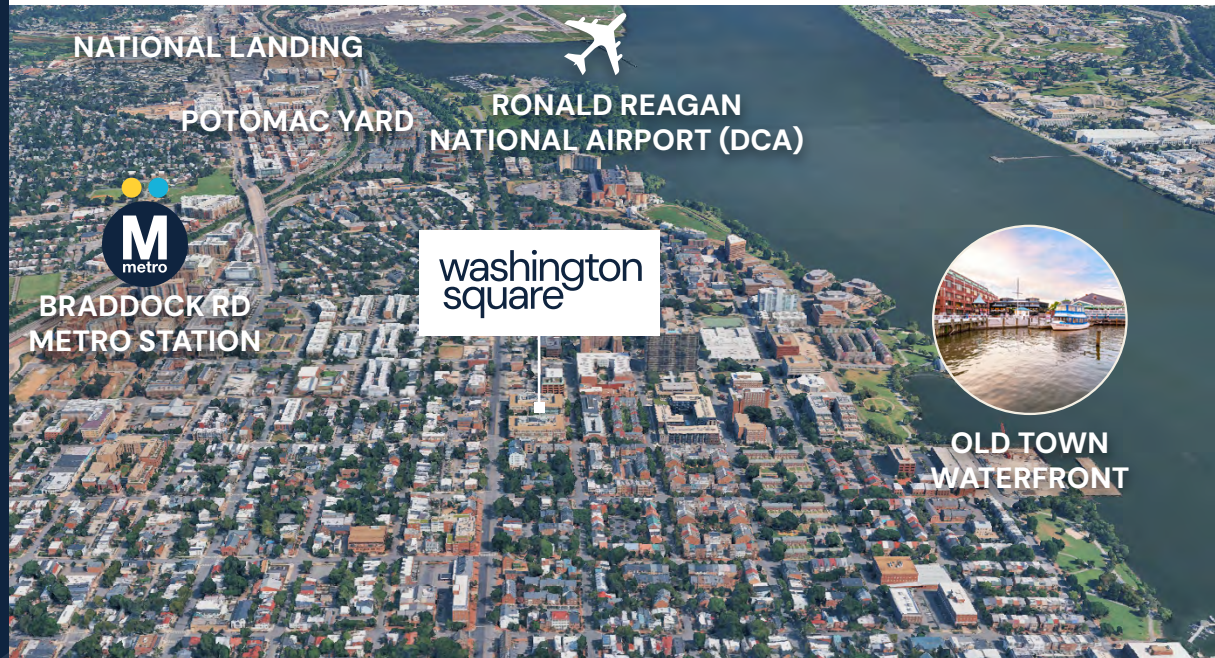 NATIONAL LANDING
POTOMAC YARD
RONALD REAGAN
NATIONAL AIRPORT (DCA)
M
metro
BRADDOCK RD
METRO STATION
washington
square
OLD TOWN
WATERFRONT